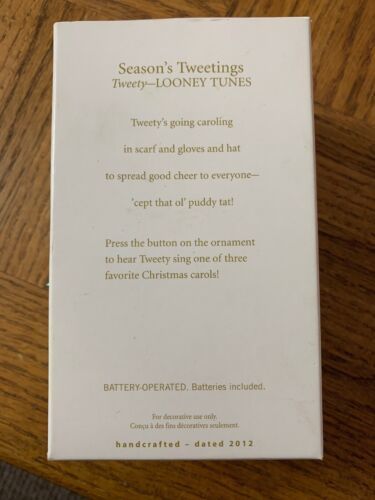 Season's Tweetings
Tweety—LOONEY TUNES
Tweety's going caroling
in scarf and gloves and hat
to spread good cheer to everyone—
'cept that ol' puddy tat!
Press the button on the ornament
to hear Tweety sing one of three
favorite Christmas carols!
BATTERY-OPERATED. Batteries included.
For decorative use only.
Conçu à des fins décoratives seulement.
handcrafted – dated 2012